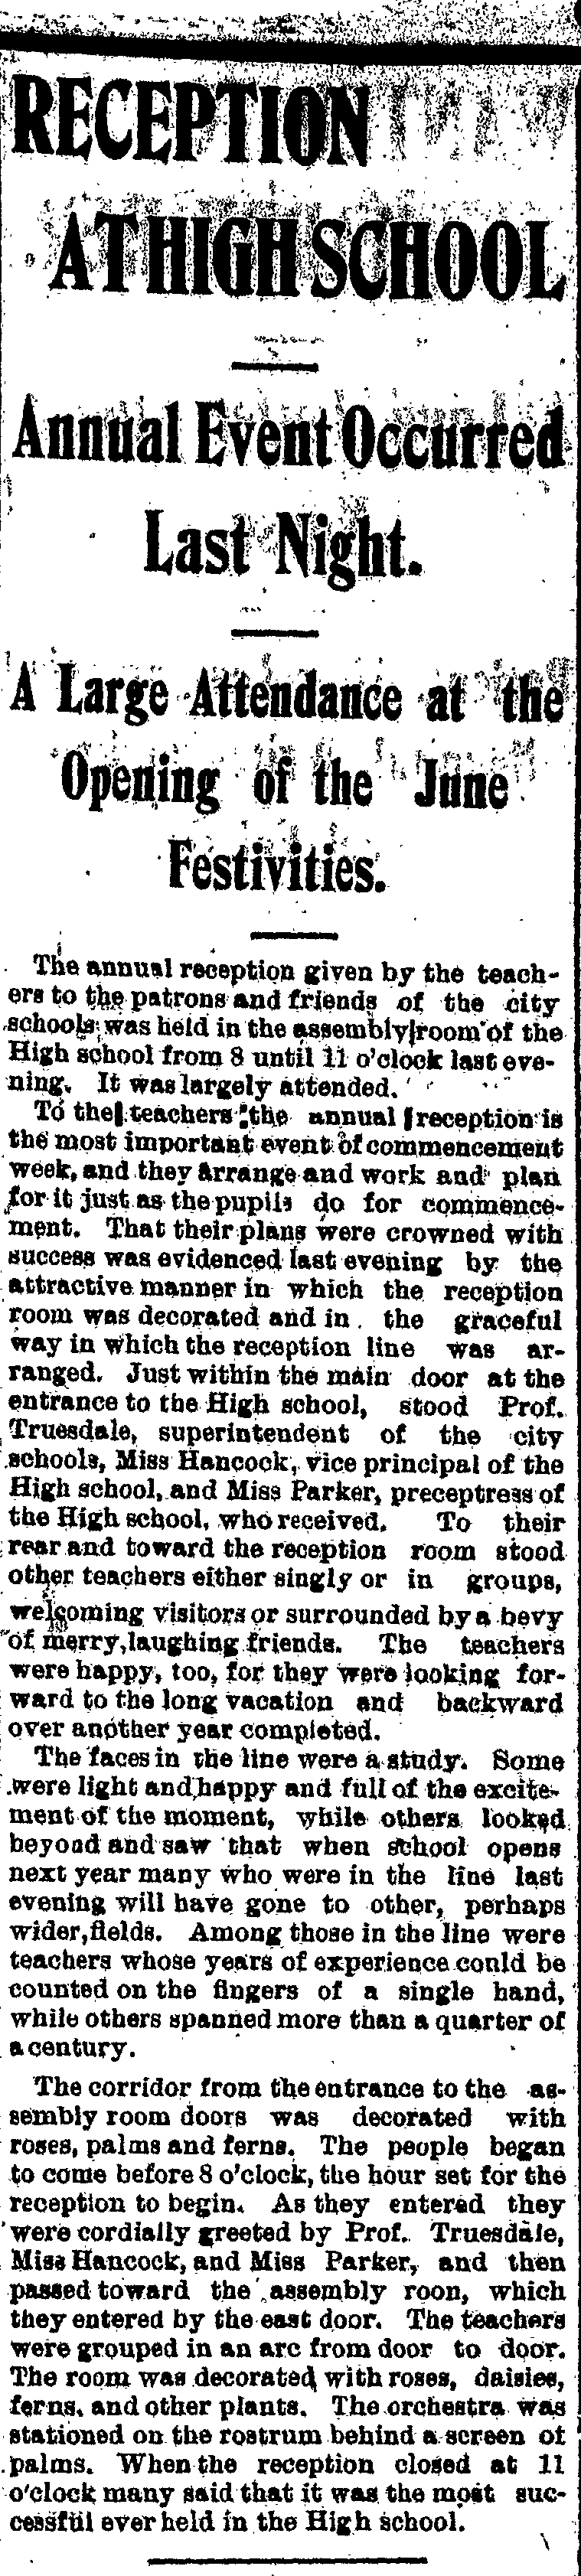 RECEPTION
AT HIGH SCHOOL
Annual Event Occurred
Last Night.
A Large Attendance at the
Opening of the June
Festivities.
The annual reception given by the teach-
ers to the patrons and friends of the city
schools was held in the assembly room of the
High school from 8 until 11 o'clock last eve-
ning. It was largely attended.
To the teachers the annual reception is
the most important event of commencement
week, and they arrange and work and plan
for it just as the pupils do for commence-
ment. That their plans were crowned with
success was evidenced last evening by the
attractive manner in which the reception
room was decorated and in the graceful
way in which the reception line was ar-
ranged. Just within the main door at the
entrance to the High school, stood Prof.
Truesdale, superintendent of the city
schools, Miss Hancock, vice principal of the
High school, and Miss Parker, preceptress of
the High school, who received. To their
rear and toward the reception room stood
other teachers either singly or in groups,
welcoming visitors or surrounded by a bevy
of merry, laughing friends. The teachers
were happy, too, for they were looking for-
ward to the long vacation and backward
over another year completed.
The faces in the line were a study. Some
were light and happy and full of the excite-
ment of the moment, while others looked
beyond and saw that when school opens
next year many who were in the line last
evening will have gone to other, perhaps
wider, fields. Among those in the line were
teachers whose years of experience could be
counted on the fingers of a single hand,
while others spanned more than a quarter of
a century.
The corridor from the entrance to the as-
sembly room doors was decorated with
roses, palms and ferns. The people began
to come before 8 o'clock, the hour set for the
reception to begin. As they entered they
were cordially greeted by Prof. Truesdale,
Miss Hancock, and Miss Parker, and then
passed toward the assembly roon, which
they entered by the east door. The teachers
were grouped in an arc from door to door.
The room was decorated with roses, daisies,
ferns, and other plants. The orchestra was
stationed on the rostrum behind a screen of
palms. When the reception closed at 11
o'clock many said that it was the most suc-
cessful ever held in the High school.